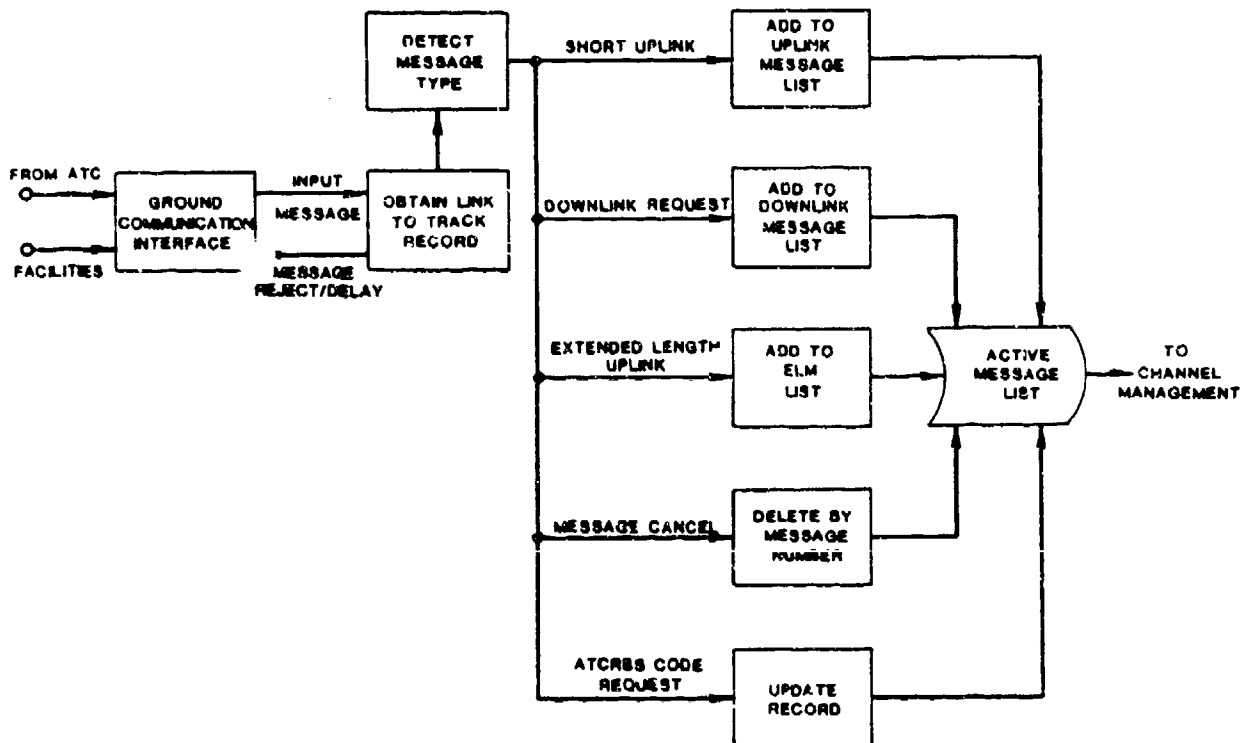 DETECT
MESSAGE
TYPE
SHORT UPLINK
ADD TO
UPLINK
MESSAGE
LIST
FROM ATC
FACILITIES
GROUND
COMMUNICATION
INTERFACE
INPUT
MESSAGE
MESSAGE
REJECT/DELAY
OBTAIN LINK
TO TRACK
RECORD
DOWNLINK REQUEST
ADD TO
DOWNLINK
MESSAGE
LIST
EXTENDED LENGTH
UPLINK
ADD TO
ELM
LIST
ACTIVE
MESSAGE
LIST
TO
CHANNEL
MANAGEMENT
MESSAGE CANCEL
DELETE BY
MESSAGE
NUMBER
ATCRBS CODE
REQUEST
UPDATE
RECORD